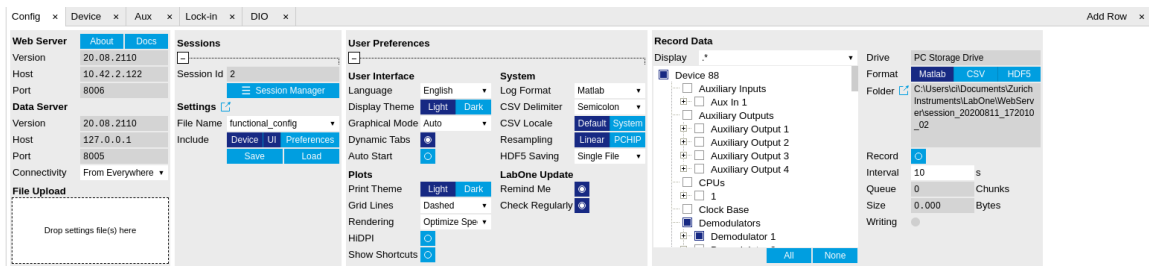 Config × Device × Aux × Lock-in × DIO × Add Row ×
Web Server About Docs
Version 20.08.2110
Host 10.42.2.122
Port 8006
Data Server
Version 20.08.2110
Host 127.0.0.1
Port 8005
Connectivity From Everywhere
File Upload
Drop settings file(s) here
Sessions
Session Id 2
Session Manager
Settings
File Name functional_config
Include Device UI Preferences
Save Load
User Preferences
User Interface
Language English
Display Theme Light Dark
Graphical Mode Auto
Dynamic Tabs
Auto Start
Plots
Print Theme Light Dark
Grid Lines Dashed
Rendering Optimize Spe
HiDPI
Show Shortcuts
System
Log Format Matlab
CSV Delimiter Semicolon
CSV Locale Default System
Resampling Linear PCHIP
HDF5 Saving Single File
LabOne Update
Remind Me
Check Regularly
Record Data
Display .*
Device 88
Auxiliary Inputs
Aux In 1
Auxiliary Outputs
Auxiliary Output 1
Auxiliary Output 2
Auxiliary Output 3
Auxiliary Output 4
CPUs
1
Clock Base
Demodulators
Demodulator 1
All None
Drive PC Storage Drive
Format Matlab CSV HDF5
Folder C:\Users\ci\Documents\Zurich
Instruments\LabOne\WebServ
er\session_20200811_172010
_02
Record
Interval 10 s
Queue 0 Chunks
Size 0.000 Bytes
Writing